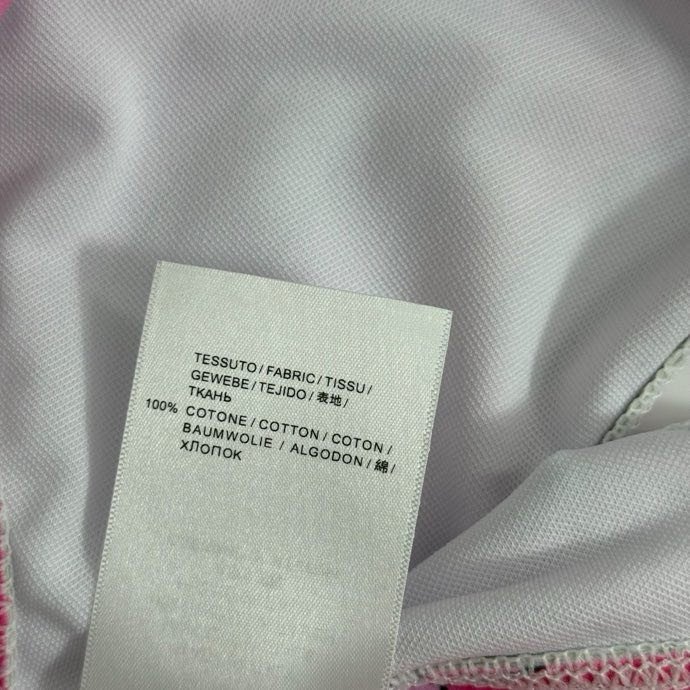 TESSUTO / FABRIC / TISSU /
GEWEBE / TEJIDO / 表地 /
ТКАНЬ
100% COTONE / COTTON / COTON /
BAUMWOLIE / ALGODON / 綿 /
ХЛОПОК